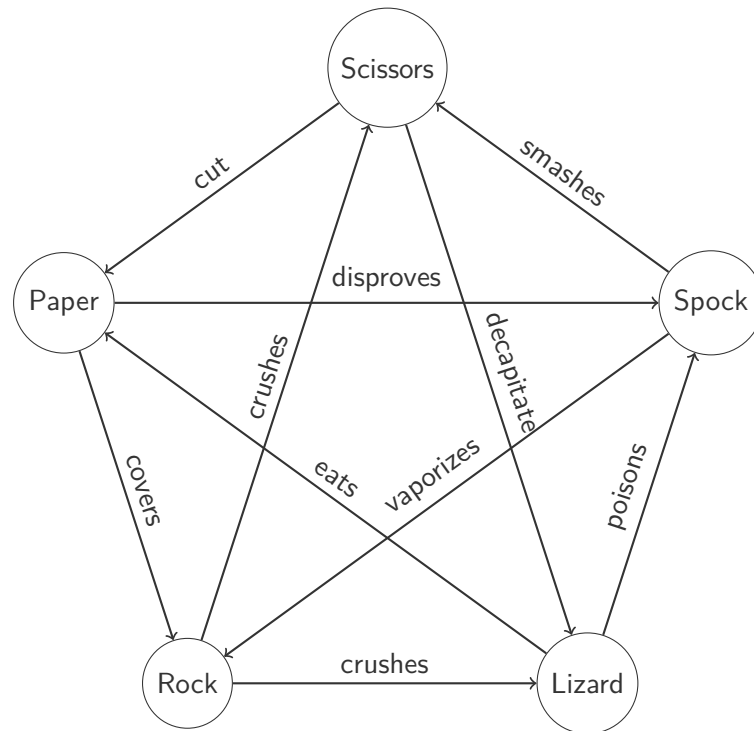 Scissors
cut
smashes
Paper
disproves
Spock
crushes
decapitate
covers
eats
vaporizes
poisons
Rock
crushes
Lizard